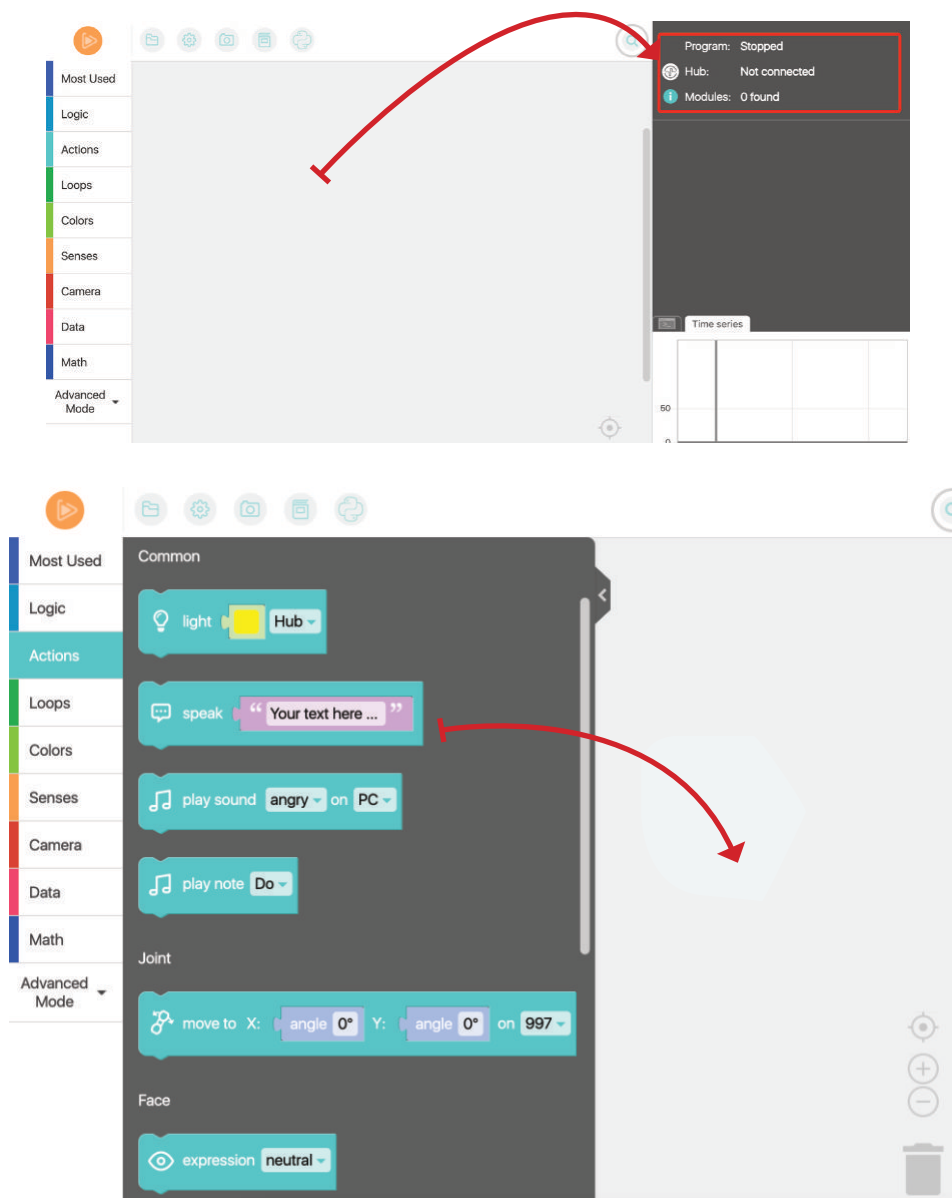 Program: Stopped
Hub: Not connected
Modules: 0 found
Most Used
Logic
Actions
Loops
Colors
Senses
Camera
Data
Math
Advanced
Mode
Time series
50
0
Most Used
Logic
Actions
Loops
Colors
Senses
Camera
Data
Math
Advanced
Mode
Common
light Hub
speak “ Your text here ... ”
play sound angry on PC
play note Do
Joint
move to X: angle 0° Y: angle 0° on 997
Face
expression neutral